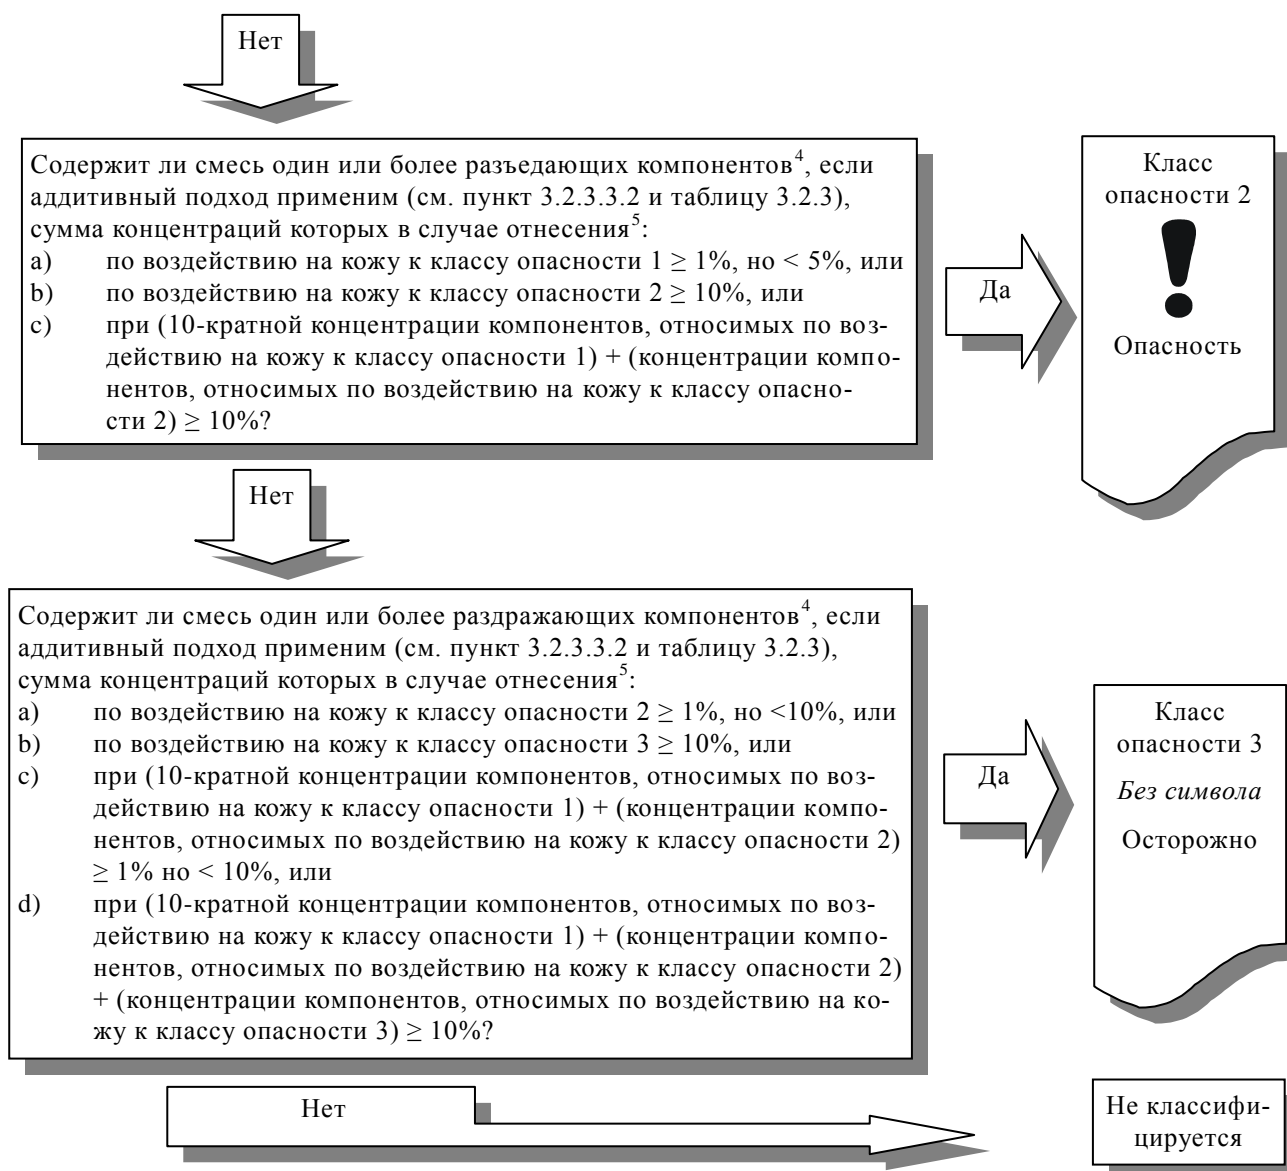 Нет
Содержит ли смесь один или более разъедающих компонентов⁴, если
аддитивный подход применим (см. пункт 3.2.3.3.2 и таблицу 3.2.3),
сумма концентраций которых в случае отнесения⁵:
a) по воздействию на кожу к классу опасности 1 ≥ 1%, но < 5%, или
b) по воздействию на кожу к классу опасности 2 ≥ 10%, или
c) при (10-кратной концентрации компонентов, относимых по воз-
действию на кожу к классу опасности 1) + (концентрации компо-
нентов, относимых по воздействию на кожу к классу опасно-
сти 2) ≥ 10%?
Да
Класс
опасности 2
!
Опасность
Нет
Содержит ли смесь один или более раздражающих компонентов⁴, если
аддитивный подход применим (см. пункт 3.2.3.3.2 и таблицу 3.2.3),
сумма концентраций которых в случае отнесения⁵:
a) по воздействию на кожу к классу опасности 2 ≥ 1%, но <10%, или
b) по воздействию на кожу к классу опасности 3 ≥ 10%, или
c) при (10-кратной концентрации компонентов, относимых по воз-
действию на кожу к классу опасности 1) + (концентрации компо-
нентов, относимых по воздействию на кожу к классу опасности 2)
≥ 1% но < 10%, или
d) при (10-кратной концентрации компонентов, относимых по воз-
действию на кожу к классу опасности 1) + (концентрации компо-
нентов, относимых по воздействию на кожу к классу опасности 2)
+ (концентрации компонентов, относимых по воздействию на ко-
жу к классу опасности 3) ≥ 10%?
Да
Класс
опасности 3
Без символа
Осторожно
Нет
Не классифи-
цируется